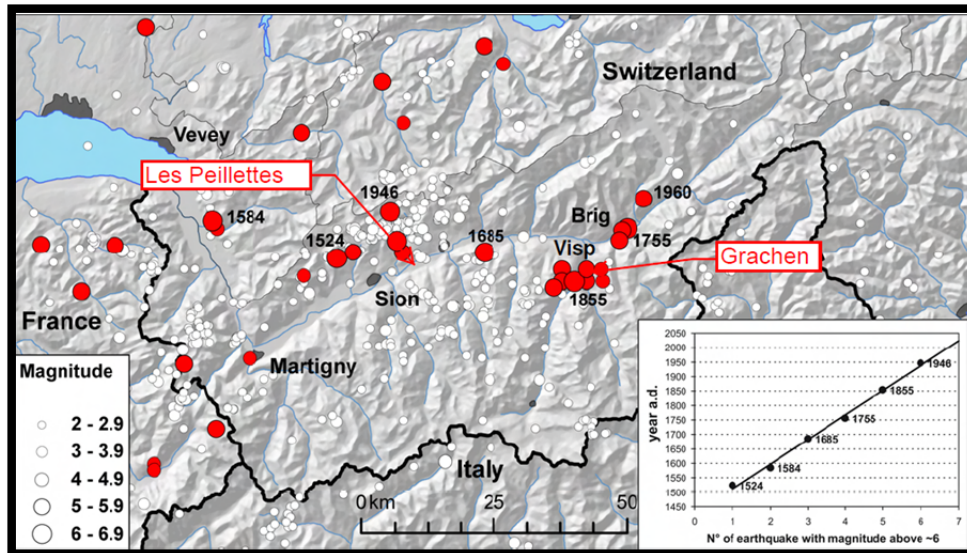 Switzerland
Vevey
Les Peillettes
1946
1960
1584
1524
1685
Brig
1755
Visp
Grachen
1855
Sion
France
Martigny
Italy
Magnitude
2 - 2.9
3 - 3.9
4 - 4.9
5 - 5.9
6 - 6.9
0 km
25
50
2050
2000
1950
1900
1850
1800
1750
1700
1650
1600
1550
1500
1450
year a.d.
1524
1584
1685
1755
1855
1946
0
1
2
3
4
5
6
7
N° of earthquake with magnitude above ~6